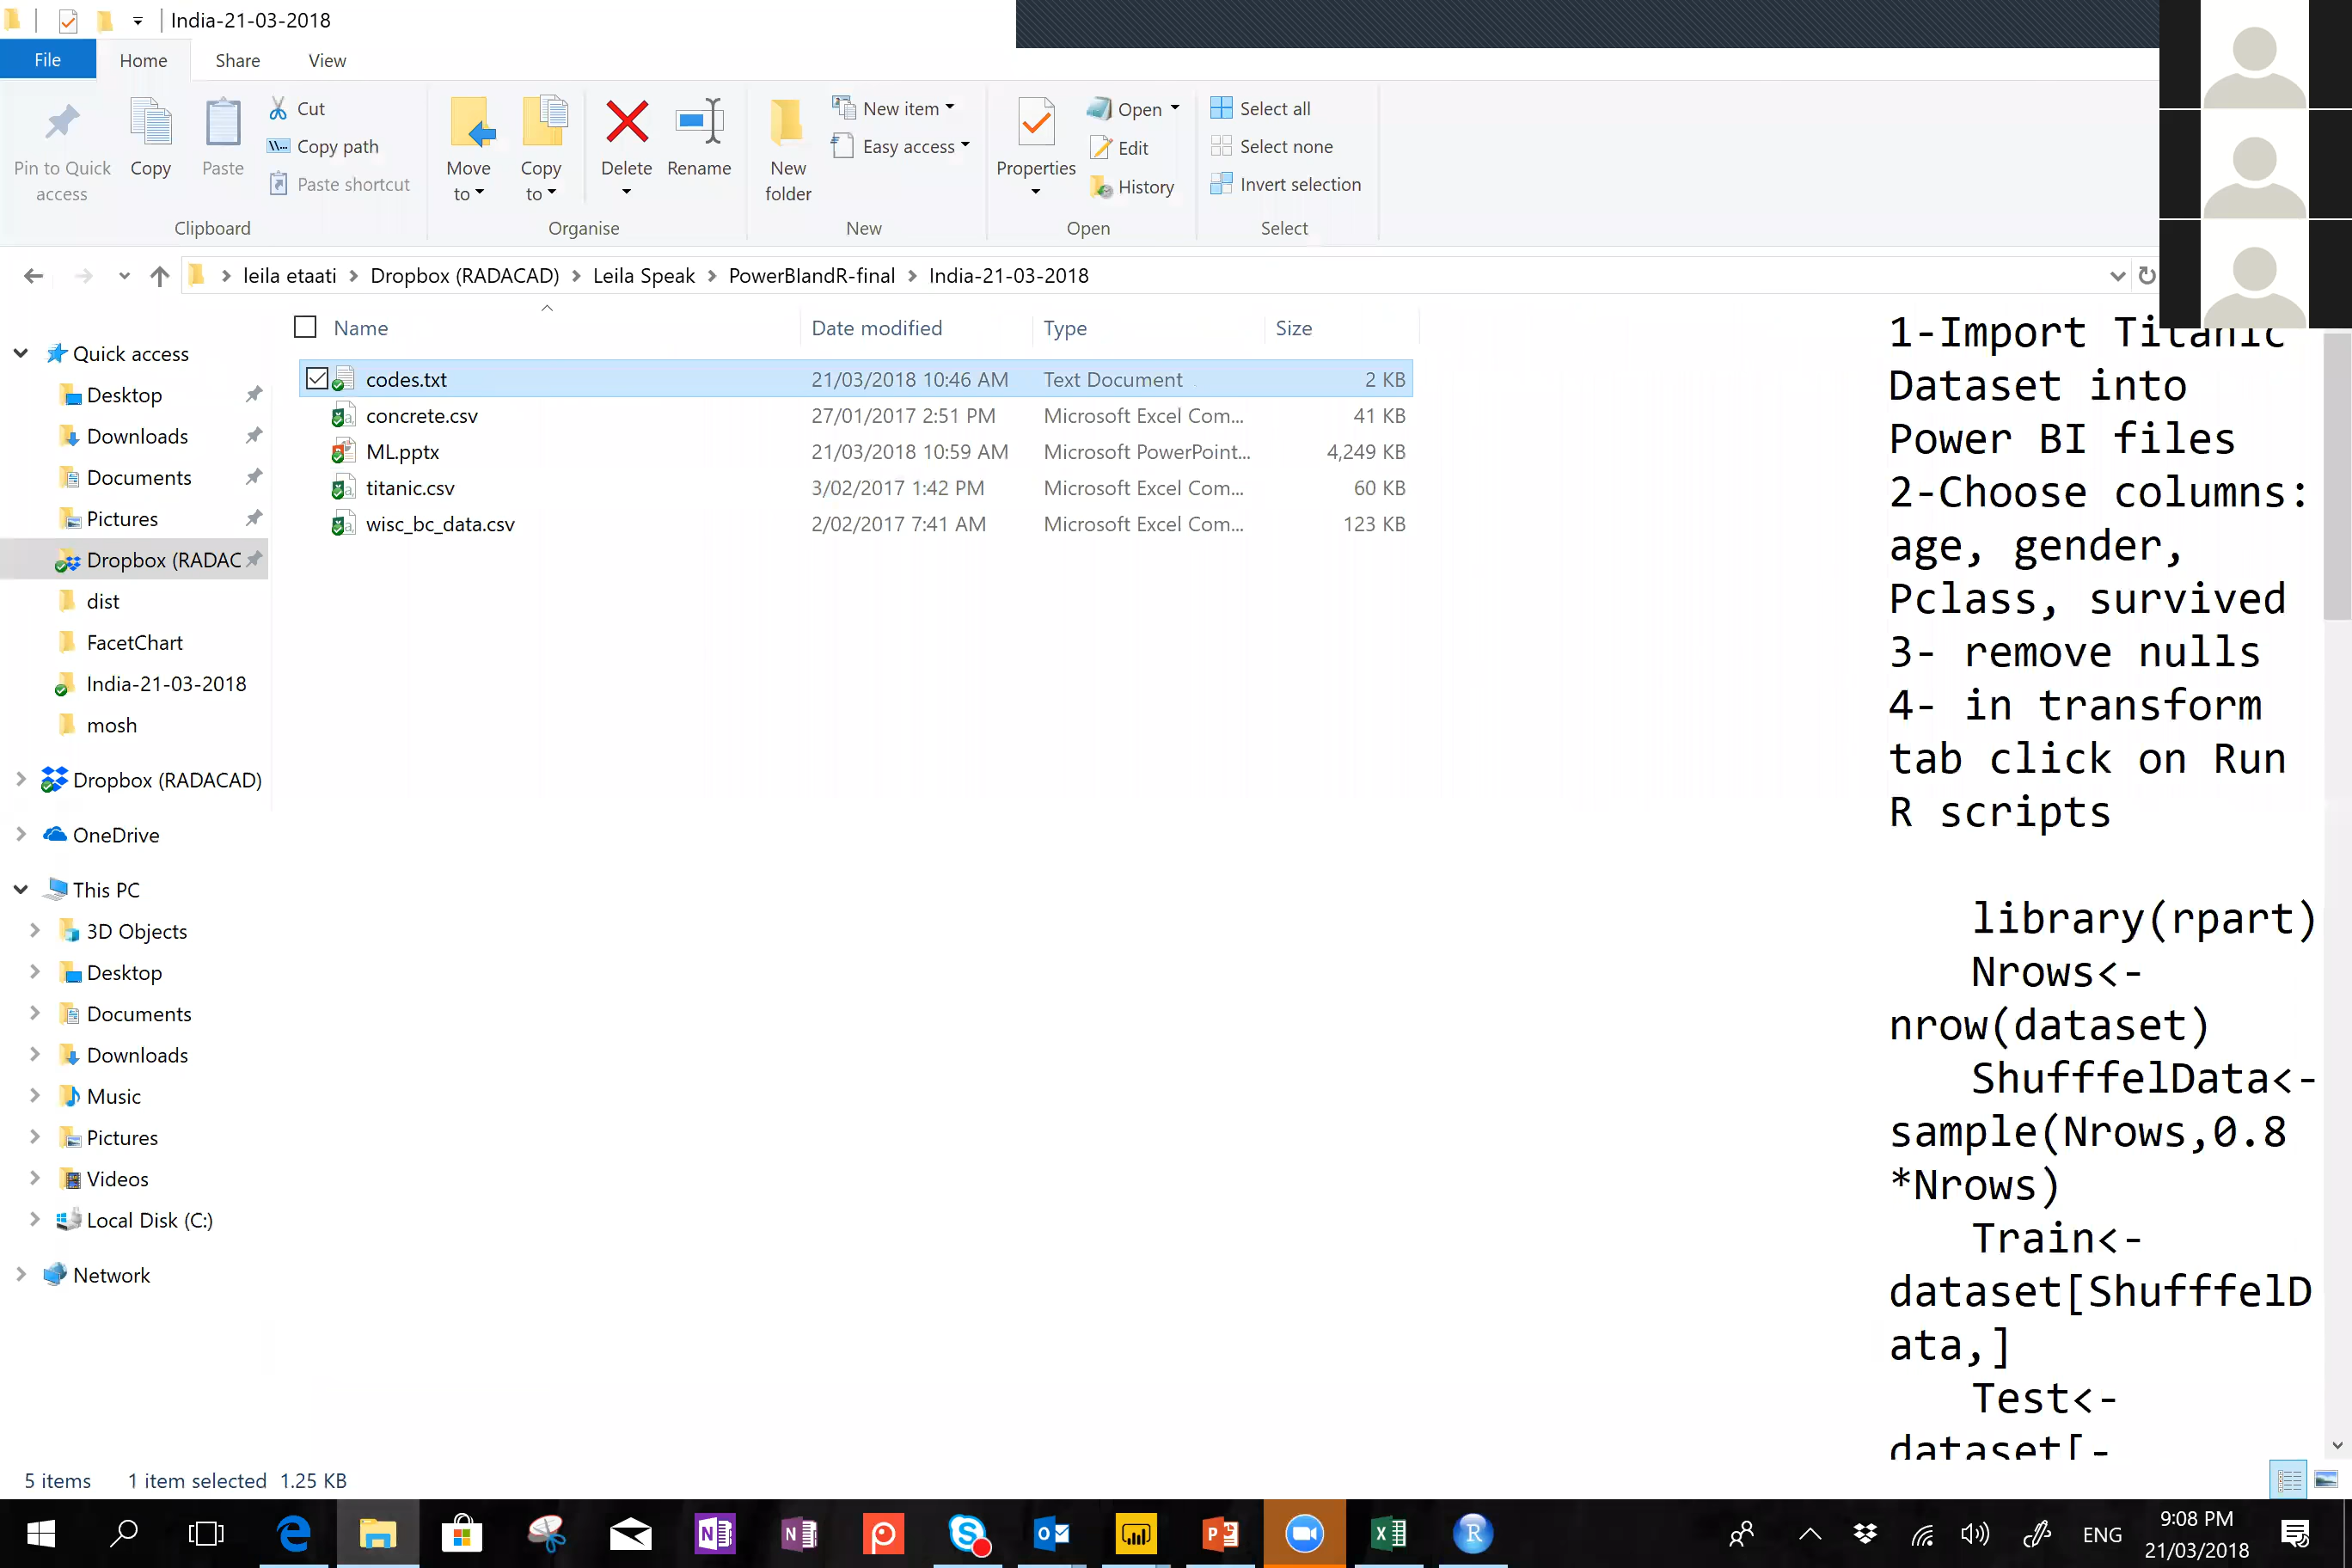 India-21-03-2018
File Home Share View
Pin to Quick access
Copy
Paste
Cut
Copy path
Paste shortcut
Clipboard
Move to
Copy to
Delete
Rename
Organise
New folder
New item
Easy access
New
Properties
Open
Edit
History
Open
Select all
Select none
Invert selection
Select
leila etaati > Dropbox (RADACAD) > Leila Speak > PowerBIandR-final > India-21-03-2018
Name Date modified Type Size
codes.txt 21/03/2018 10:46 AM Text Document 2 KB
concrete.csv 27/01/2017 2:51 PM Microsoft Excel Com... 41 KB
ML.pptx 21/03/2018 10:59 AM Microsoft PowerPoint... 4,249 KB
titanic.csv 3/02/2017 1:42 PM Microsoft Excel Com... 60 KB
wisc_bc_data.csv 2/02/2017 7:41 AM Microsoft Excel Com... 123 KB
Quick access
Desktop
Downloads
Documents
Pictures
Dropbox (RADAC
dist
FacetChart
India-21-03-2018
mosh
Dropbox (RADACAD)
OneDrive
This PC
3D Objects
Desktop
Documents
Downloads
Music
Pictures
Videos
Local Disk (C:)
Network
1-Import Titanic
Dataset into
Power BI files
2-Choose columns:
age, gender,
Pclass, survived
3- remove nulls
4- in transform
tab click on Run
R scripts
library(rpart)
Nrows<-
nrow(dataset)
ShufffelData<-
sample(Nrows,0.8
*Nrows)
Train<-
dataset[ShufffelD
ata,]
Test<-
dataset[-
5 items 1 item selected 1.25 KB
ENG
9:08 PM
21/03/2018